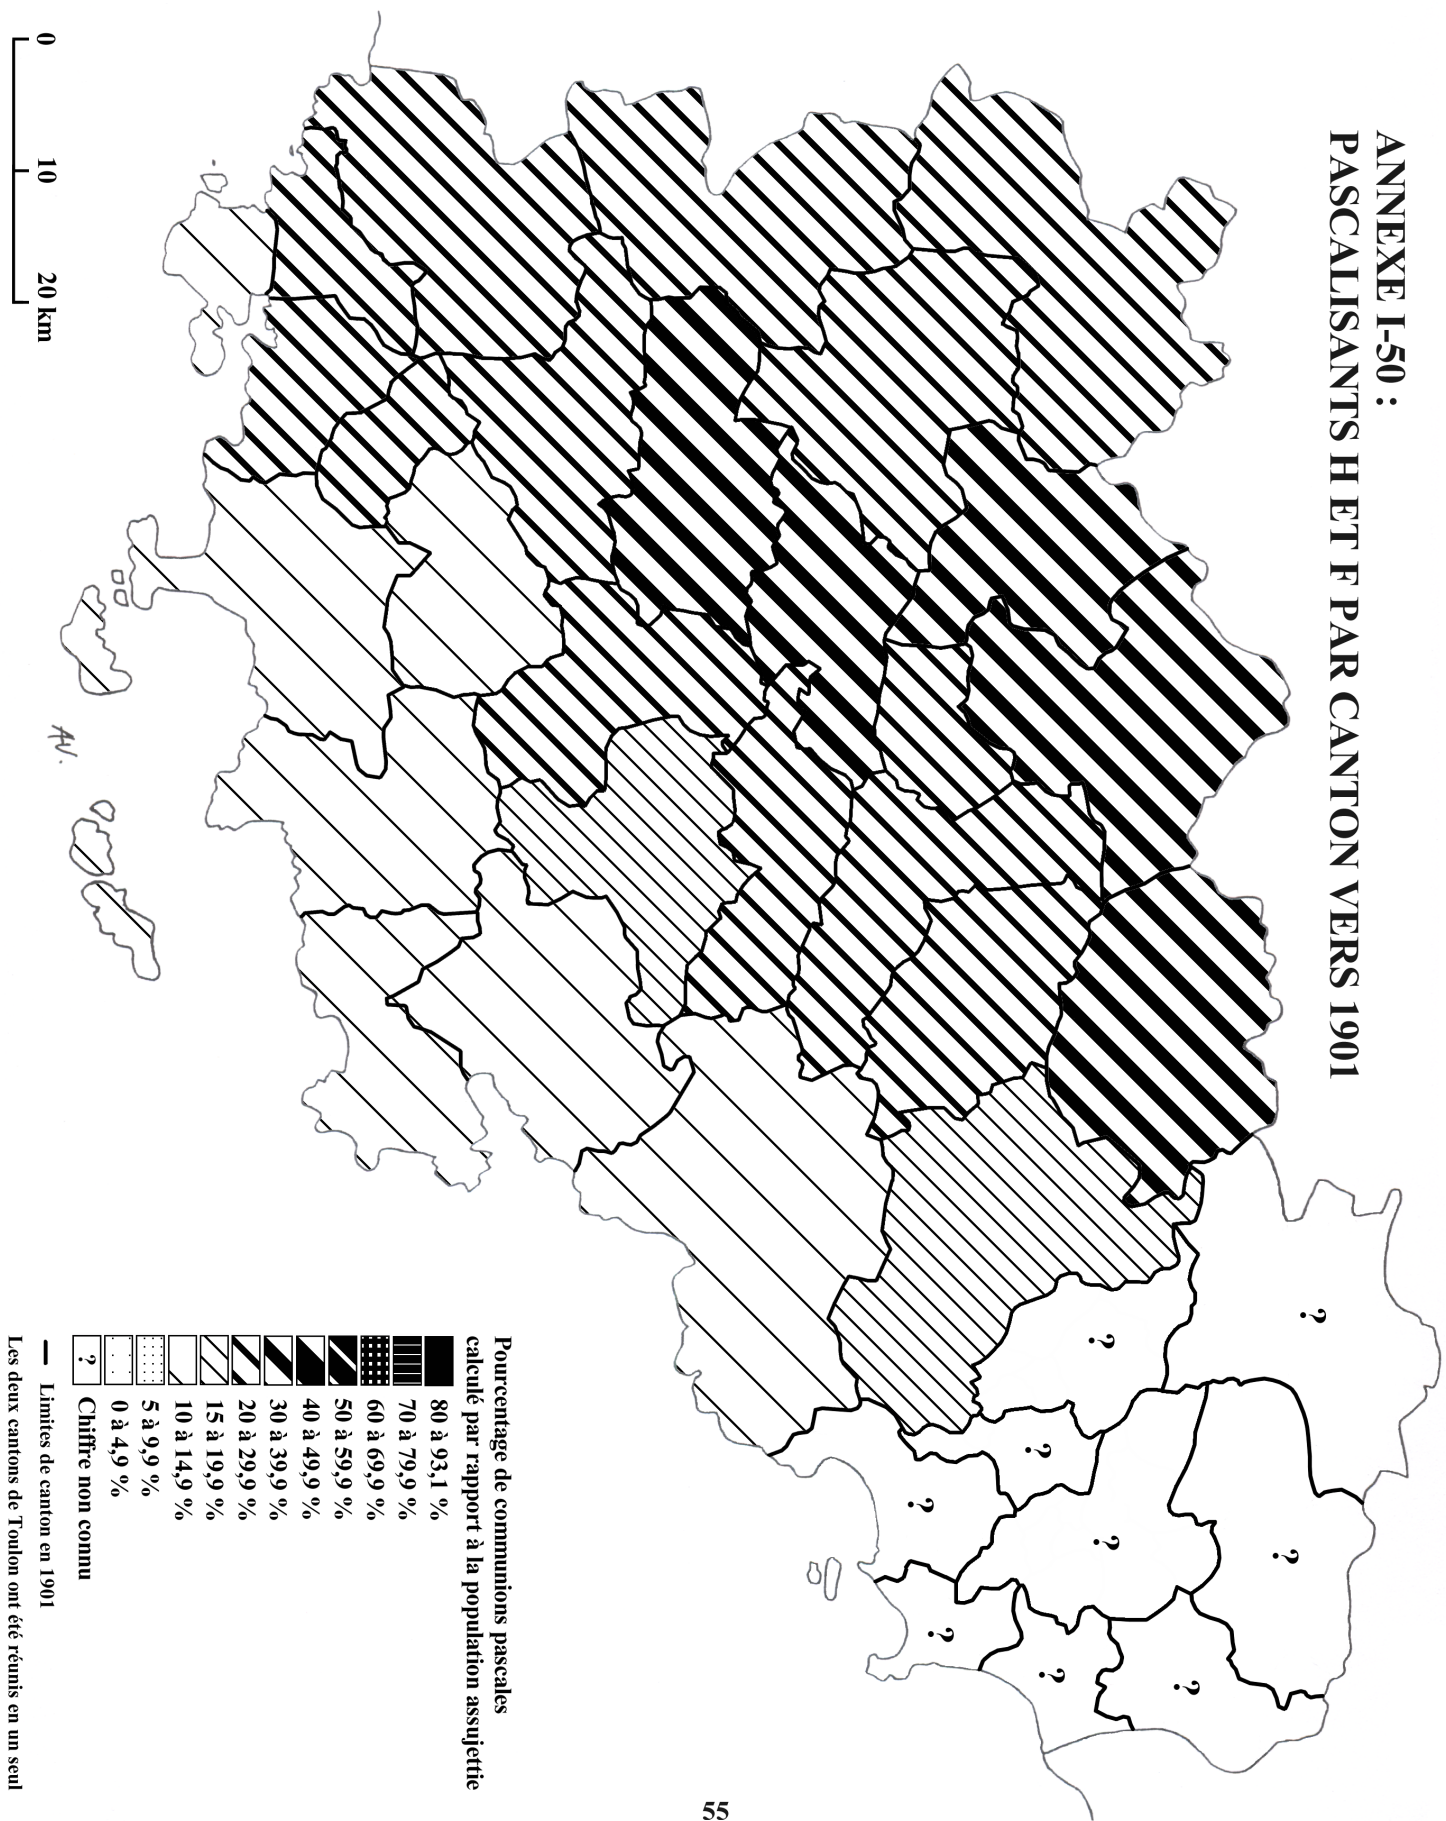 ANNEXE I-50 :
PASCALISANTS H ET F PAR CANTON VERS 1901
?
?
?
?
?
?
?
?
?
AV.
0 10 20 km
Pourcentage de communions pascales
calculé par rapport à la population assujettie
80 à 93,1 %
70 à 79,9 %
60 à 69,9 %
50 à 59,9 %
40 à 49,9 %
30 à 39,9 %
20 à 29,9 %
15 à 19,9 %
10 à 14,9 %
5 à 9,9 %
0 à 4,9 %
? Chiffre non connu
Limites de canton en 1901
Les deux cantons de Toulon ont été réunis en un seul
55